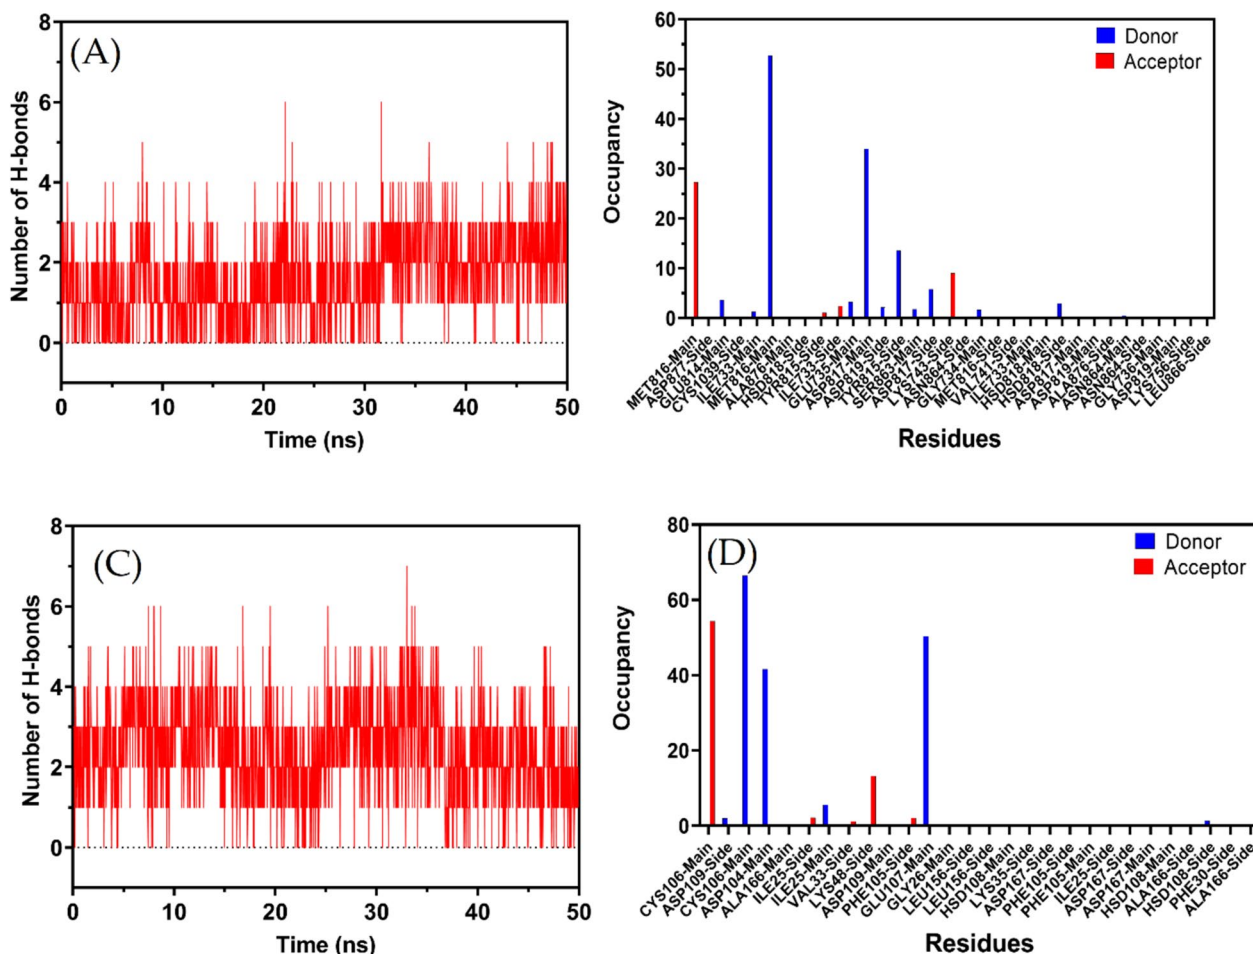 (A)
Number of H-bonds
8
6
4
2
0
0 10 20 30 40 50
Time (ns)
Donor
Acceptor
Occupancy
60
50
40
30
20
10
0
MET816-Main
ASP877-Side
GLU814-Main
CYS1039-Side
ILE733-Main
MET816-Main
ALA876-Main
HSD818-Side
TYR815-Side
ILE733-Side
GLU735-Main
ASP817-Main
ASP819-Side
TYR815-Side
SER863-Main
ASP817-Side
LYS743-Side
ASN864-Side
GLY734-Main
MET816-Side
VAL741-Side
ILE733-Main
HSD818-Main
HSD818-Side
ASP817-Main
ASP819-Main
ALA876-Side
ASN864-Main
ASN864-Side
GLY736-Main
ASP819-Main
LYS756-Side
LEU866-Side
Residues
(C)
Number of H-bonds
8
6
4
2
0
0 10 20 30 40 50
Time (ns)
(D)
Donor
Acceptor
Occupancy
80
60
40
20
0
CYS106-Main
ASP109-Side
CYS106-Main
ASP104-Main
ALA166-Main
ILE25-Side
ILE25-Main
VAL33-Side
LYS48-Side
ASP109-Main
PHE105-Side
GLU107-Main
GLY26-Main
LEU156-Side
LEU156-Side
HSD108-Main
LYS35-Side
ASP167-Side
PHE105-Side
PHE105-Main
ILE25-Side
ASP167-Side
ASP167-Main
HSD108-Main
ALA166-Side
HSD108-Side
PHE30-Side
ALA166-Side
Residues